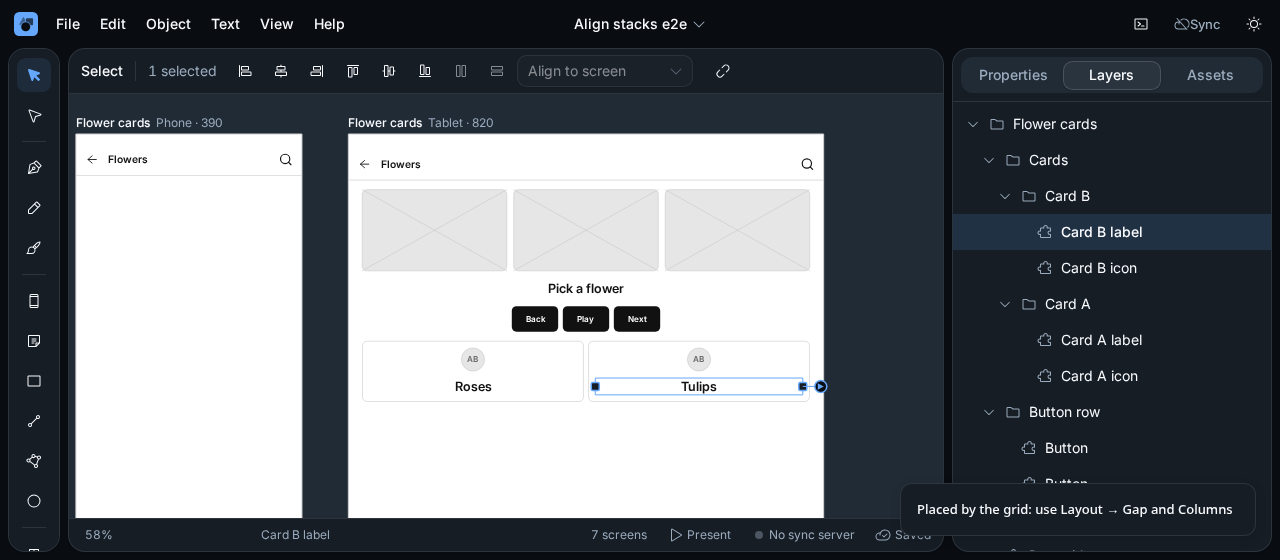 File Edit Object Text View Help
Align stacks e2e
Sync
Select 1 selected
Align to screen
Properties Layers Assets
Flower cards Phone · 390
Flower cards Tablet · 820
Flowers
Flowers
Pick a flower
Back Play Next
AB AB
Roses Tulips
Flower cards
Cards
Card B
Card B label
Card B icon
Card A
Card A label
Card A icon
Button row
Button
Button
Placed by the grid: use Layout → Gap and Columns
58% Card B label 7 screens Present No sync server Saved